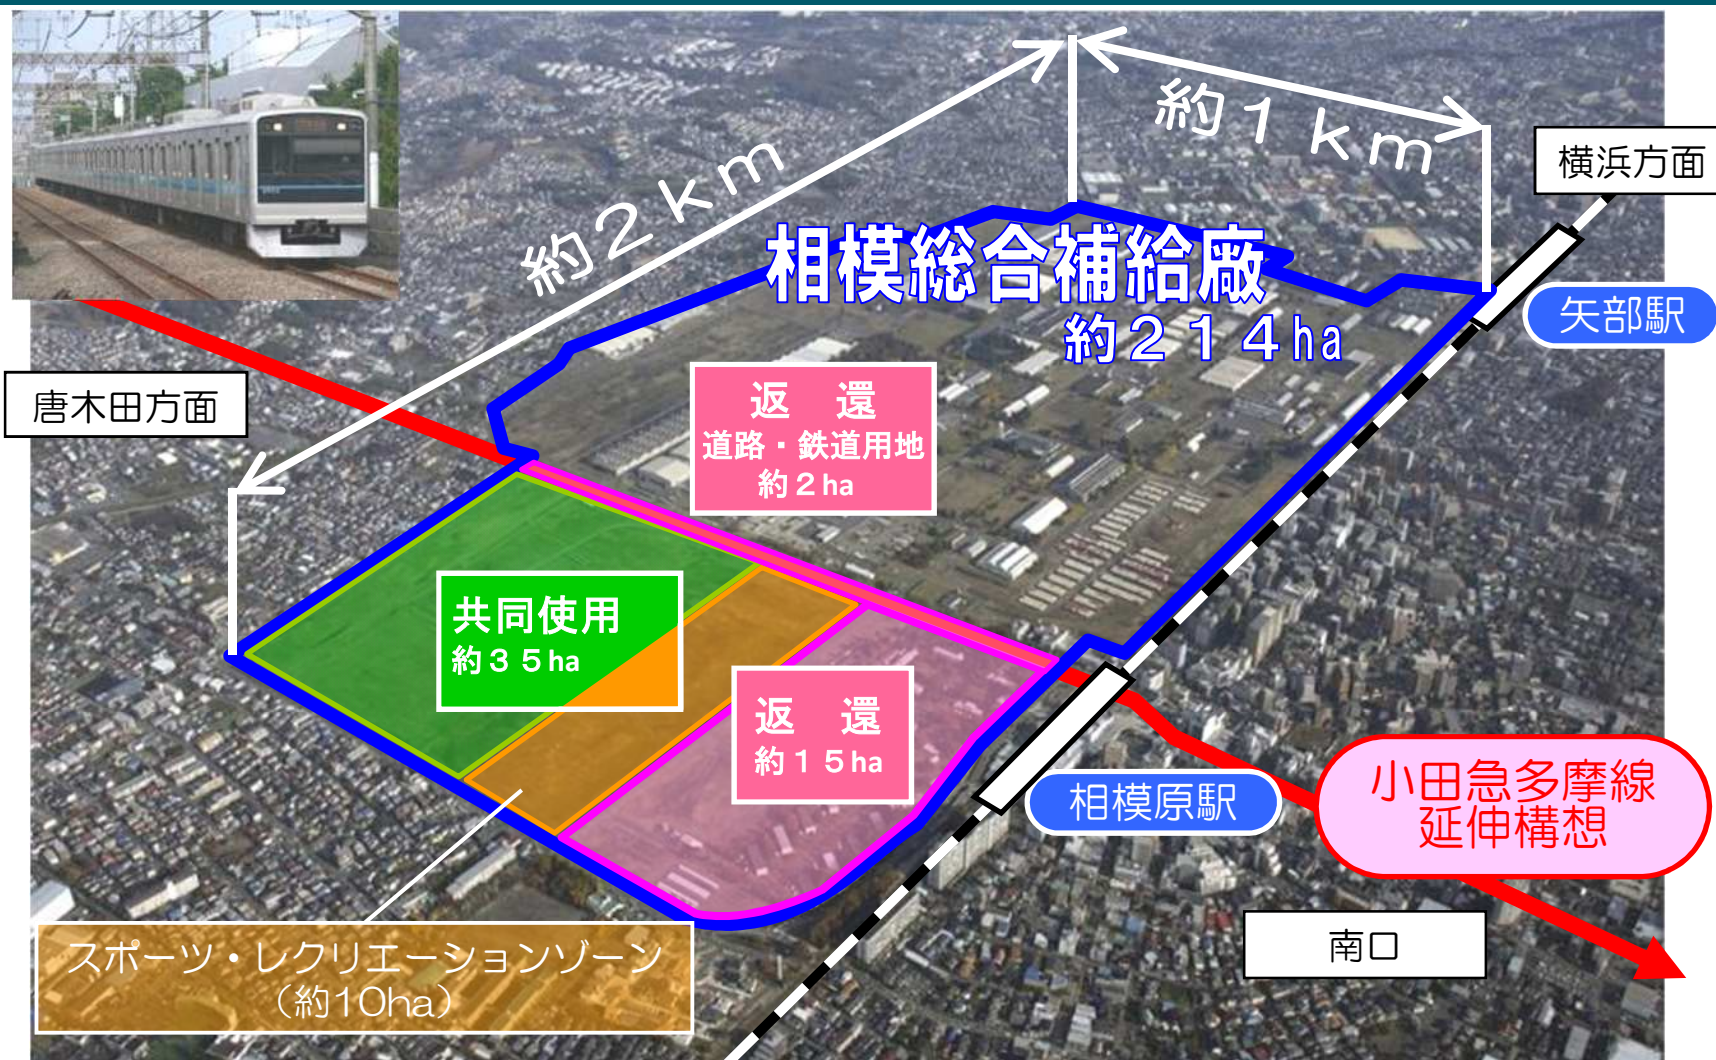 約１ｋｍ
横浜方面
約２ｋｍ
相模総合補給廠
約２１４ha
矢部駅
唐木田方面
返　還
道路・鉄道用地
約２ha
共同使用
約３５ha
返　還
約１５ha
相模原駅
小田急多摩線
延伸構想
南口
スポーツ・レクリエーションゾーン
（約10ha）